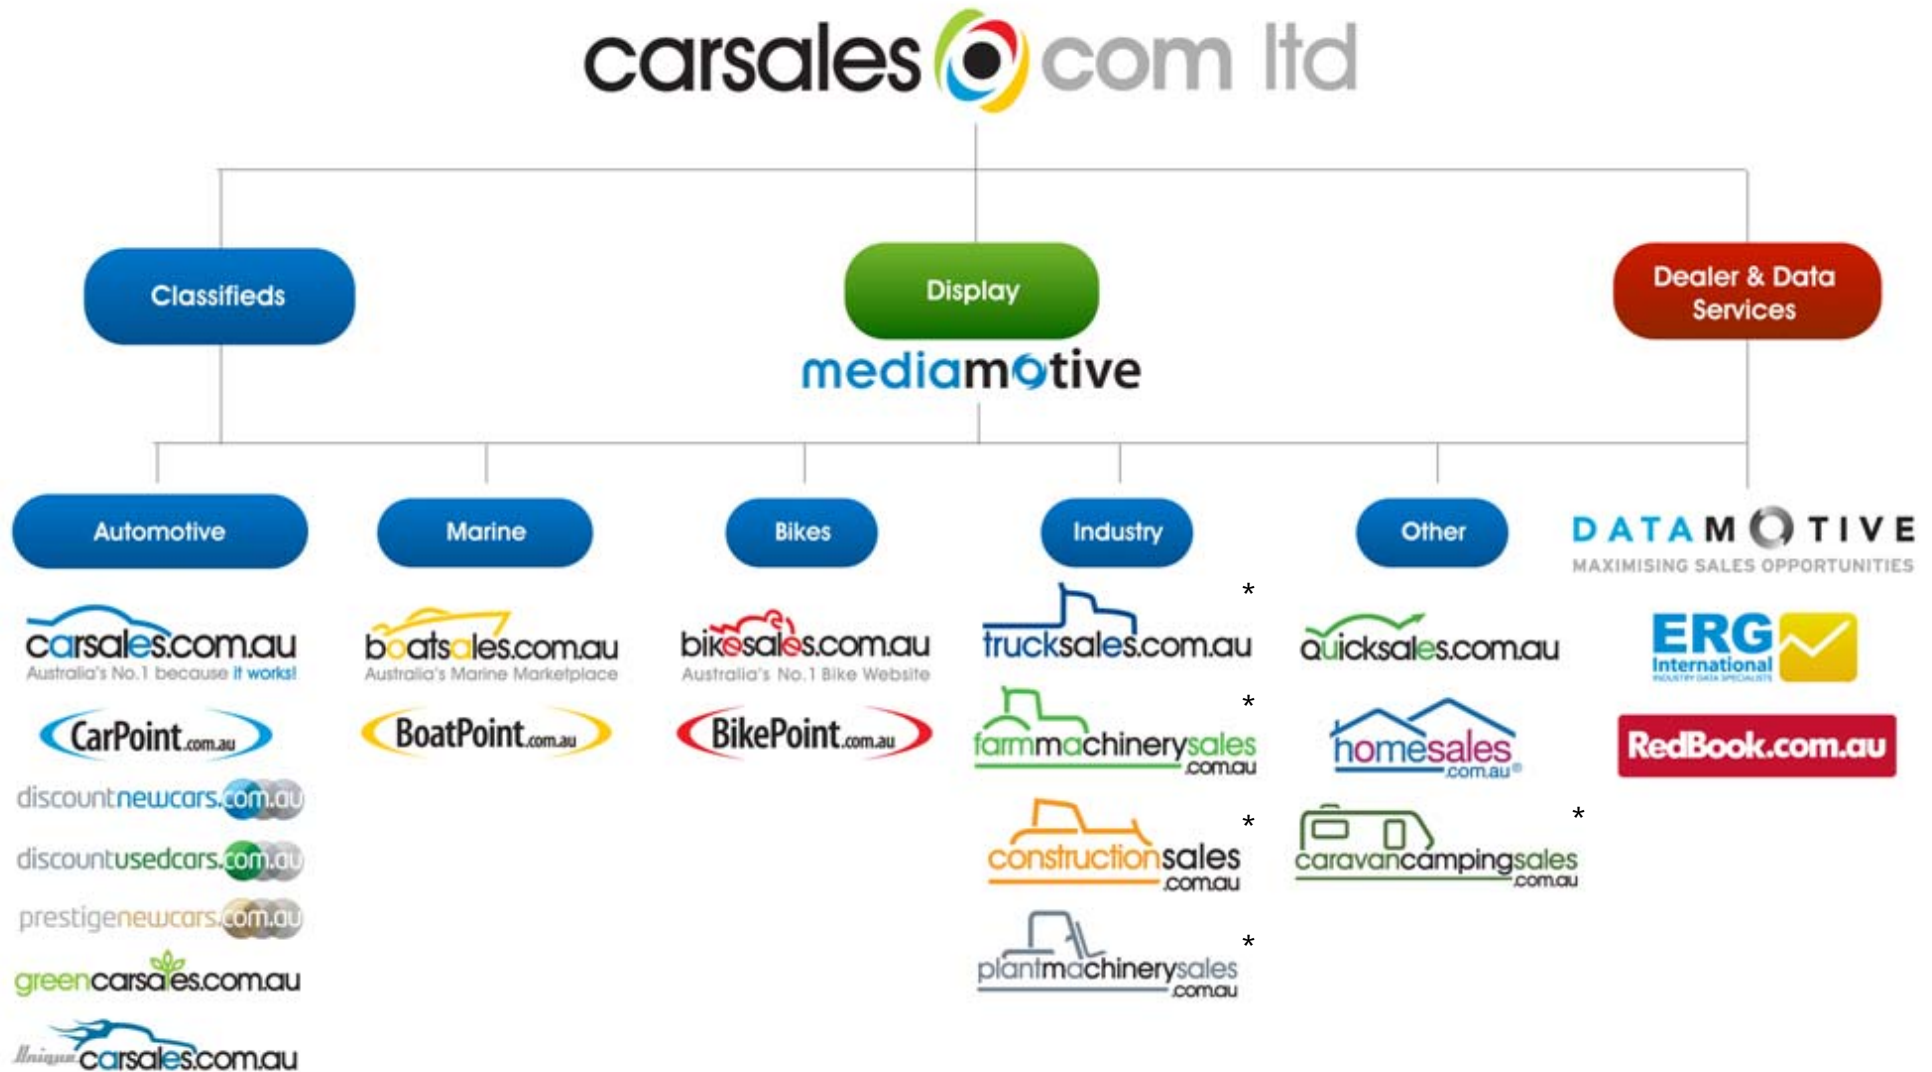 carsales com ltd
Classifieds
Display
mediamotive
Dealer & Data
Services
Automotive
carsales.com.au
Australia's No.1 because it works!
CarPoint.com.au
discountnewcars.com.au
discountusedcars.com.au
prestigenewcars.com.au
greencarsales.com.au
Unique carsales.com.au
Marine
boatsales.com.au
Australia's Marine Marketplace
BoatPoint.com.au
Bikes
bikesales.com.au
Australia's No.1 Bike Website
BikePoint.com.au
Industry
*
trucksales.com.au
*
farmmachinerysales
.com.au
*
constructionsales
.com.au
*
plantmachinerysales
.com.au
Other
quicksales.com.au
homesales
.com.au®
*
caravancampingsales
.com.au
DATAMOTIVE
MAXIMISING SALES OPPORTUNITIES
ERG
International
INDUSTRY DATA SPECIALISTS
RedBook.com.au